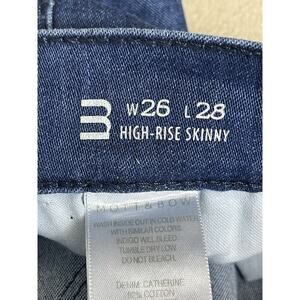 W26 L28
HIGH-RISE SKINNY
MOTT & BOW
WASH INSIDE OUT IN COLD WATER
WITH SIMILAR COLORS.
INDIGO WILL BLEED
TUMBLE DRY LOW
DO NOT BLEACH.
DENIM: CATHERINE
COTTON